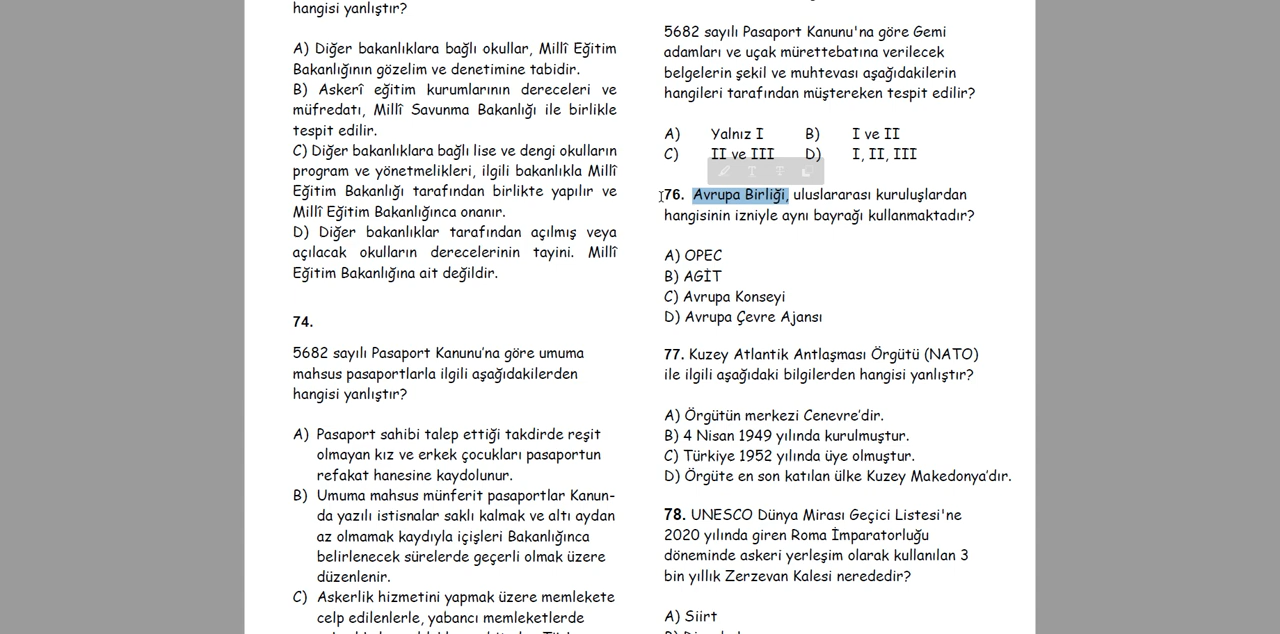 hangisi yanlıştır?
A) Diğer bakanlıklara bağlı okullar, Millî Eğitim
Bakanlığının gözelim ve denetimine tabidir.
B) Askerî eğitim kurumlarının dereceleri ve
müfredatı, Millî Savunma Bakanlığı ile birlikte
tespit edilir.
C) Diğer bakanlıklara bağlı lise ve dengi okulların
program ve yönetmelikleri, ilgili bakanlıkla Millî
Eğitim Bakanlığı tarafından birlikte yapılır ve
Millî Eğitim Bakanlığınca onanır.
D) Diğer bakanlıklar tarafından açılmış veya
açılacak okulların derecelerinin tayini. Millî
Eğitim Bakanlığına ait değildir.
74.
5682 sayılı Pasaport Kanunu’na göre umuma
mahsus pasaportlarla ilgili aşağıdakilerden
hangisi yanlıştır?
A) Pasaport sahibi talep ettiği takdirde reşit
olmayan kız ve erkek çocukları pasaportun
refakat hanesine kaydolunur.
B) Umuma mahsus münferit pasaportlar Kanun-
da yazılı istisnalar saklı kalmak ve altı aydan
az olmamak kaydıyla içişleri Bakanlığınca
belirlenecek sürelerde geçerli olmak üzere
düzenlenir.
C) Askerlik hizmetini yapmak üzere memlekete
celp edilenlerle, yabancı memleketlerde
5682 sayılı Pasaport Kanunu'na göre Gemi
adamları ve uçak mürettebatına verilecek
belgelerin şekil ve muhtevası aşağıdakilerin
hangileri tarafından müştereken tespit edilir?
A) Yalnız I B) I ve II
C) II ve III D) I, II, III
76. Avrupa Birliği, uluslararası kuruluşlardan
hangisinin izniyle aynı bayrağı kullanmaktadır?
A) OPEC
B) AGİT
C) Avrupa Konseyi
D) Avrupa Çevre Ajansı
77. Kuzey Atlantik Antlaşması Örgütü (NATO)
ile ilgili aşağıdaki bilgilerden hangisi yanlıştır?
A) Örgütün merkezi Cenevre’dir.
B) 4 Nisan 1949 yılında kurulmuştur.
C) Türkiye 1952 yılında üye olmuştur.
D) Örgüte en son katılan ülke Kuzey Makedonya’dır.
78. UNESCO Dünya Mirası Geçici Listesi'ne
2020 yılında giren Roma İmparatorluğu
döneminde askeri yerleşim olarak kullanılan 3
bin yıllık Zerzevan Kalesi nerededir?
A) Siirt